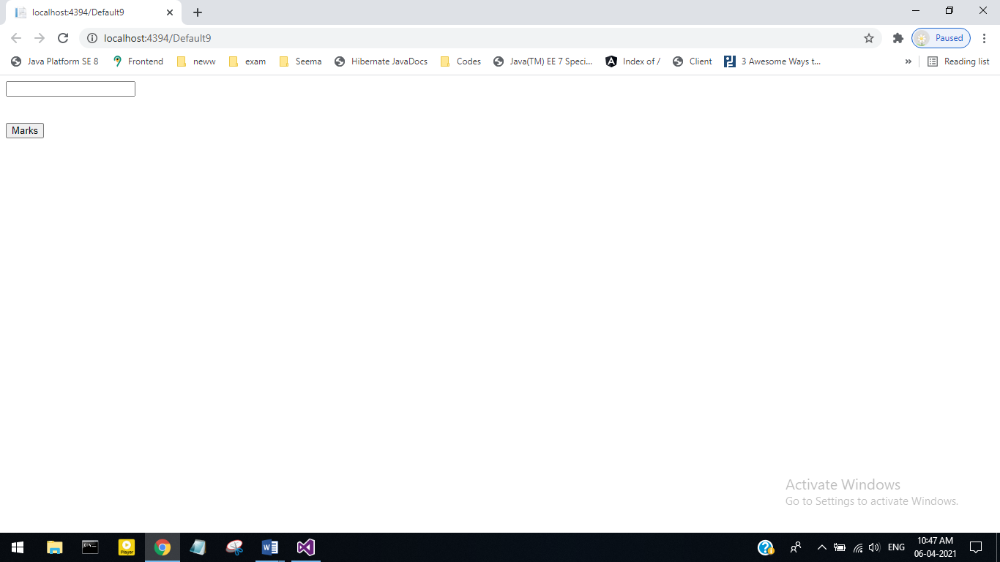 localhost:4394/Default9
localhost:4394/Default9
Paused
Java Platform SE 8
Frontend
neww
exam
Seema
Hibernate JavaDocs
Codes
Java(TM) EE 7 Speci...
Index of /
Client
3 Awesome Ways t...
»
Reading list
Marks
Activate Windows
Go to Settings to activate Windows.
Player
ENG
10:47 AM
06-04-2021